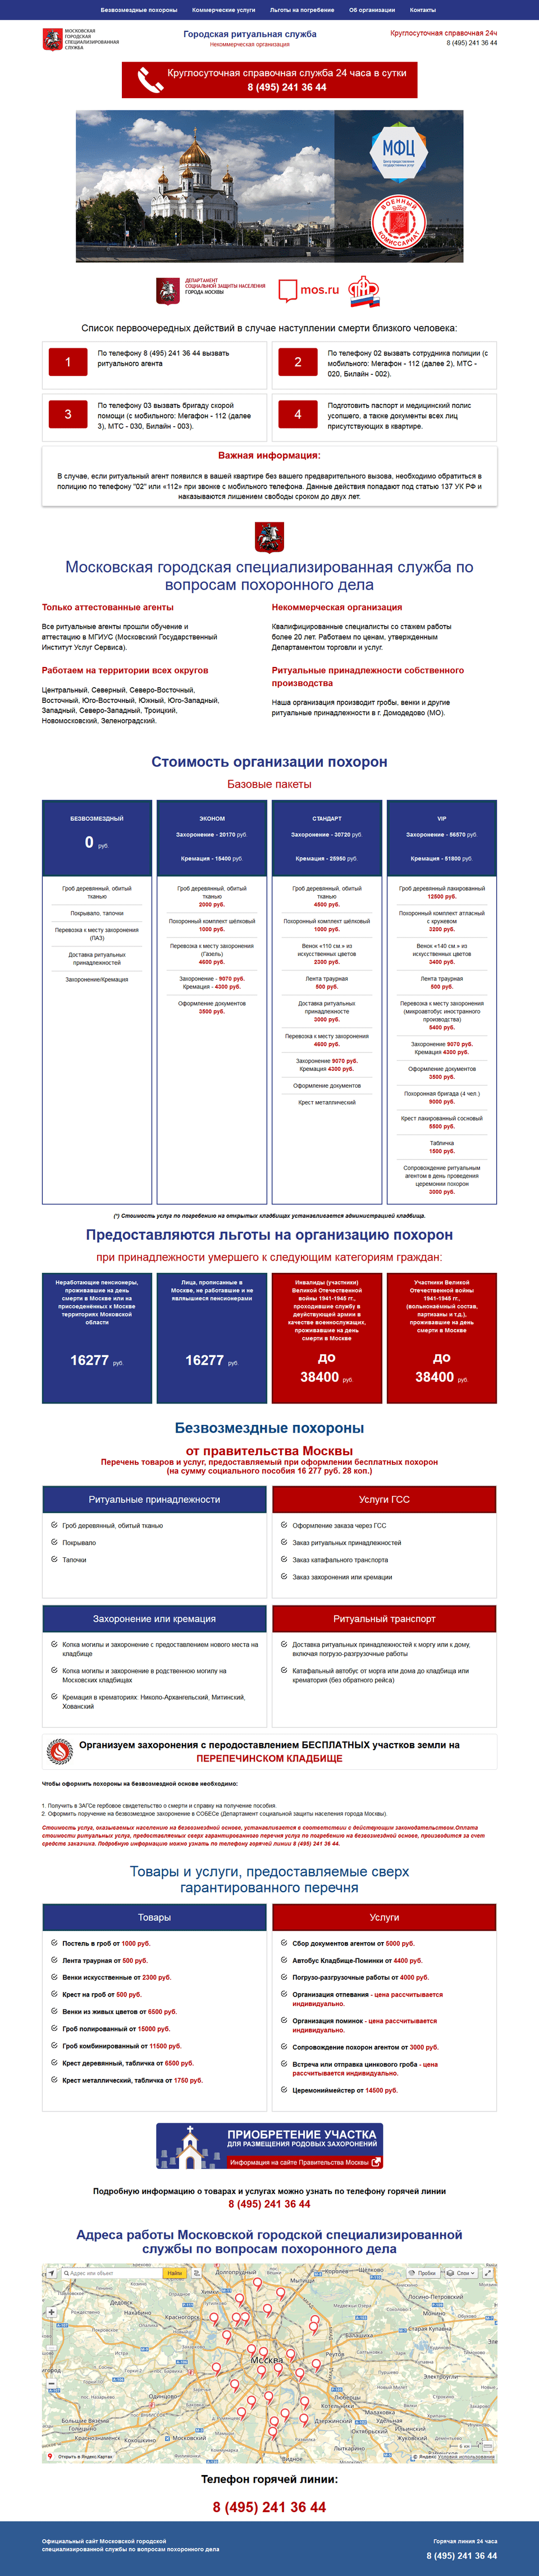 Безвозмездные похороны
Коммерческие услуги
Льготы на погребение
Об организации
Контакты
МОСКОВСКАЯ
ГОРОДСКАЯ
СПЕЦИАЛИЗИРОВАННАЯ
СЛУЖБА
Городская ритуальная служба
Некоммерческая организация
Круглосуточная справочная 24ч
8 (495) 241 36 44
Круглосуточная справочная служба 24 часа в сутки
8 (495) 241 36 44
МФЦ
ВОЕННЫЙ
КОМИССАРИАТ
ДЕПАРТАМЕНТ
СОЦИАЛЬНОЙ ЗАЩИТЫ НАСЕЛЕНИЯ
ГОРОДА МОСКВЫ
mos.ru
Список первоочередных действий в случае наступлении смерти близкого человека:
1
По телефону 8 (495) 241 36 44 вызвать
ритуального агента
2
По телефону 02 вызвать сотрудника полиции (с
мобильного: Мегафон - 112 (далее 2), МТС -
020, Билайн - 002).
3
По телефону 03 вызвать бригаду скорой
помощи (с мобильного: Мегафон - 112 (далее
3), МТС - 030, Билайн - 003).
4
Подготовить паспорт и медицинский полис
усопшего, а также документы всех лиц
присутствующих в квартире.
Важная информация:
В случае, если ритуальный агент появился в вашей квартире без вашего предварительного вызова, необходимо обратиться в
полицию по телефону "02" или «112» при звонке с мобильного телефона. Данные действия попадают под статью 137 УК РФ и
наказываются лишением свободы сроком до двух лет.
Московская городская специализированная служба по
вопросам похоронного дела
Только аттестованные агенты
Все ритуальные агенты прошли обучение и
аттестацию в МГИУС (Московский Государственный
Институт Услуг Сервиса).
Некоммерческая организация
Квалифицированные специалисты со стажем работы
более 20 лет. Работаем по ценам, утвержденным
Департаментом торговли и услуг.
Работаем на территории всех округов
Центральный, Северный, Северо-Восточный,
Восточный, Юго-Восточный, Южный, Юго-Западный,
Западный, Северо-Западный, Троицкий,
Новомосковский, Зеленоградский.
Ритуальные принадлежности собственного
производства
Наша организация производит гробы, венки и другие
ритуальные принадлежности в г. Домодедово (МО).
Стоимость организации похорон
Базовые пакеты
БЕЗВОЗМЕЗДНЫЙ
0 руб.
Гроб деревянный, обитый
тканью
Покрывало, тапочки
Перевозка к месту захоронения
(ПАЗ)
Доставка ритуальных
принадлежностей
Захоронение/Кремация
ЭКОНОМ
Захоронение - 20170 руб.
Кремация - 15400 руб.
Гроб деревянный, обитый
тканью
2000 руб.
Похоронный комплект шёлковый
1000 руб.
Перевозка к месту захоронения
(Газель)
4600 руб.
Захоронение - 9070 руб.
Кремация - 4300 руб.
Оформление документов
3500 руб.
СТАНДАРТ
Захоронение - 30720 руб.
Кремация - 25950 руб.
Гроб деревянный, обитый
тканью
4500 руб.
Похоронный комплект шёлковый
1000 руб.
Венок «110 см » из
искусственных цветов
2300 руб.
Лента траурная
500 руб.
Доставка ритуальных
принадлежносте
3000 руб.
Перевозка к месту захоронения
4600 руб.
Захоронение 9070 руб.
Кремация 4300 руб.
Оформление документов
Крест металлический
VIP
Захоронение - 56570 руб.
Кремация - 51800 руб.
Гроб деревянный лакированный
12500 руб.
Похоронный комплект атласный
с кружевом
3200 руб.
Венок «140 см.» из
искусственных цветов
3400 руб.
Лента траурная
500 руб.
Перевозка к месту захоронения
(микроавтобус иностранного
производства)
5400 руб.
Захоронение 9070 руб.
Кремация 4300 руб.
Оформление документов
3500 руб.
Похоронная бригада (4 чел.)
9000 руб.
Крест лакированный сосновый
5500 руб.
Табличка
1500 руб.
Сопровождение ритуальным
агентом в день проведения
церемонии похорон
3000 руб.
(*) Стоимость услуг по погребению на открытых кладбищах устанавливается администрацией кладбища.
Предоставляются льготы на организацию похорон
при принадлежности умершего к следующим категориям граждан:
Неработающие пенсионеры,
проживавшие на день
смерти в Москве или на
присоединённых к Москве
территориях Моковской
области
16277 руб.
Лица, прописанные в
Москве, не работавшие и не
являвшиеся пенсионерами
16277 руб.
Инвалиды (участники)
Великой Отечественной
войны 1941-1945 гг.,
проходившие службу в
деуйствующей армии в
качестве военнослужащих,
проживавшие на день
смерти в Москве
до
38400 руб.
Участники Великой
Отечественной войны
1941-1945 гг.,
(вольнонаёмный состав,
партизаны и т.д.),
проживавшие на день
смерти в Москве
до
38400 руб.
Безвозмездные похороны
от правительства Москвы
Перечень товаров и услуг, предоставляемый при оформлении бесплатных похорон
(на сумму социального пособия 16 277 руб. 28 коп.)
Ритуальные принадлежности
Гроб деревянный, обитый тканью
Покрывало
Тапочки
Услуги ГСС
Оформление заказа через ГСС
Заказ ритуальных принадлежностей
Заказ катафального транспорта
Заказ захоронения или кремации
Захоронение или кремация
Копка могилы и захоронение с предоставлением нового места на
кладбище
Копка могилы и захоронение в родственную могилу на
Московских кладбищах
Кремация в крематориях: Николо-Архангельский, Митинский,
Хованский
Ритуальный транспорт
Доставка ритуальных принадлежностей к моргу или к дому,
включая погрузо-разгрузочные работы
Катафальный автобус от морга или дома до кладбища или
крематория (без обратного рейса)
Организуем захоронения с перодоставлением БЕСПЛАТНЫХ участков земли на
ПЕРЕПЕЧИНСКОМ КЛАДБИЩЕ
Чтобы оформить похороны на безвозмездной основе необходимо:
1. Получить в ЗАГСе гербовое свидетельство о смерти и справку на получение пособия.
2. Оформить поручение на безвозмездное захоронение в СОБЕСе (Департамент социальной защиты населения города Москвы).
Стоимость услуг, оказываемых населению на безвозмездной основе, устанавливается в соответствии с действующим законодательством.Оплата
стоимости ритуальных услуг, предоставляемых сверх гарантированного перечня услуг по погребению на безвозмездной основе, производится за счет
средств заказчика. Подробную информацию можно узнать по телефону горячей линии 8 (495) 241 36 44.
Товары и услуги, предоставляемые сверх
гарантированного перечня
Товары
Постель в гроб от 1000 руб.
Лента траурная от 500 руб.
Венки искусственные от 2300 руб.
Крест на гроб от 500 руб.
Венки из живых цветов от 6500 руб.
Гроб полированный от 15000 руб.
Гроб комбинированный от 11500 руб.
Крест деревянный, табличка от 6500 руб.
Крест металлический, табличка от 1750 руб.
Услуги
Сбор документов агентом от 5000 руб.
Автобус Кладбище-Поминки от 4400 руб.
Погрузо-разгрузочные работы от 4000 руб.
Организация отпевания - цена рассчитывается
индивидуально.
Организация поминок - цена рассчитывается
индивидуально.
Сопровождение похорон агентом от 3000 руб.
Встреча или отправка цинкового гроба - цена
рассчитывается индивидуально.
Церемониймейстер от 14500 руб.
ПРИОБРЕТЕНИЕ УЧАСТКА
ДЛЯ РАЗМЕЩЕНИЯ РОДОВЫХ ЗАХОРОНЕНИЙ
Информация на сайте Правительства Москвы
Подробную информацию о товарах и услугах можно узнать по телефону горячей линии
8 (495) 241 36 44
Адреса работы Московской городской специализированной
службы по вопросам похоронного дела
Адрес или объект
Найти
Пробки
Слои
Москва
Химки
Мытищи
Королёв
Щёлково
Балашиха
Реутов
Люберцы
Котельники
Дзержинский
Лыткарино
Видное
Одинцово
Красногорск
Дедовск
Нахабино
Московский
Кокошкино
Краснознаменск
Большие Вязёмы
Голицыно
Старая Купавна
Лосино-Петровский
Монино
Электроугли
Октябрьский
Жуковский
Ильинский
Открыть в Яндекс.Картах
© Яндекс Условия использования
Телефон горячей линии:
8 (495) 241 36 44
Официальный сайт Московской городской
специализированной службы по вопросам похоронного дела
Горячая линия 24 часа
8 (495) 241 36 44